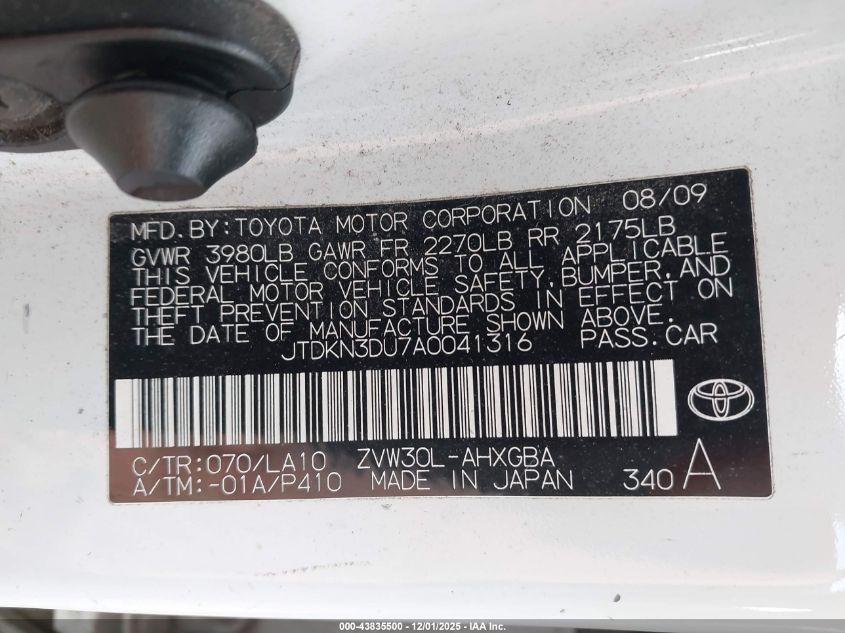 MFD. BY: TOYOTA MOTOR CORPORATION 08/09
GVWR 3980LB GAWR FR 2270LB RR 2175LB
THIS VEHICLE CONFORMS TO ALL APPLICABLE
FEDERAL MOTOR VEHICLE SAFETY, BUMPER, AND
THEFT PREVENTION STANDARDS IN EFFECT ON
THE DATE OF MANUFACTURE SHOWN ABOVE.
JTDKN3DU7A0041316 PASS. CAR
C/TR: 070/LA10 ZVW30L-AHXGBA
A/TM: -01A/P410 MADE IN JAPAN 340 A
000-43835500 - 12/01/2025 - IAA Inc.